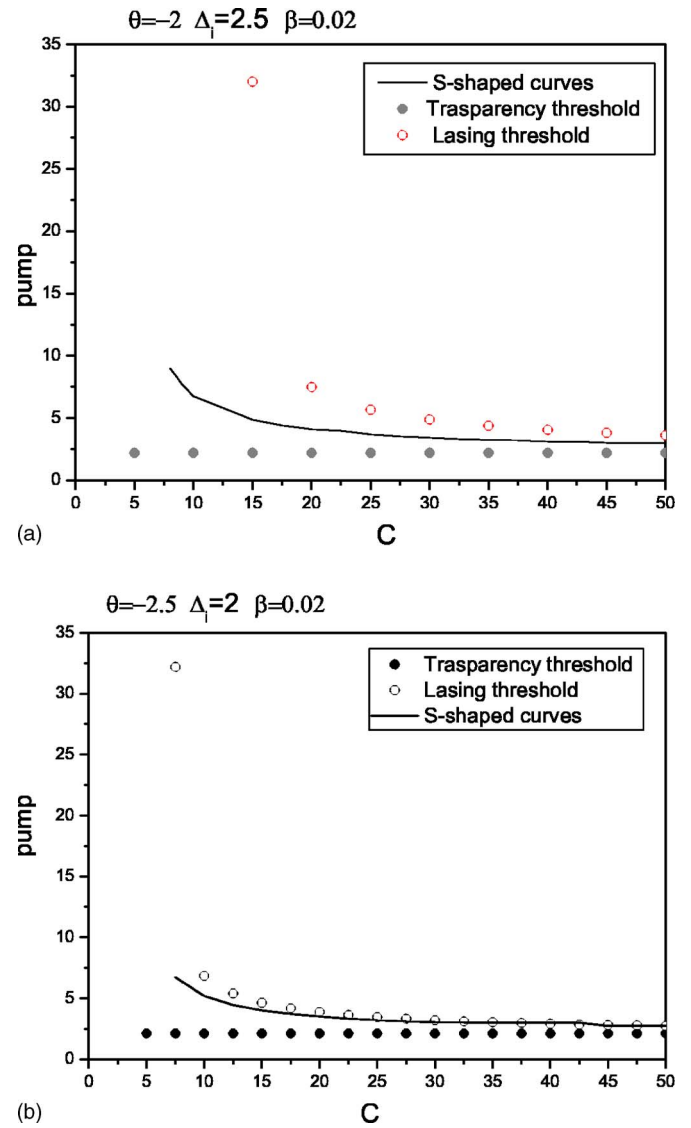 θ=−2 Δi=2.5 β=0.02
35
30
25
20
15
10
5
0
pump
S-shaped curves
Trasparency threshold
Lasing threshold
0 5 10 15 20 25 30 35 40 45 50
(a)
C
θ=−2.5 Δi=2 β=0.02
35
30
25
20
15
10
5
0
pump
Trasparency threshold
Lasing threshold
S-shaped curves
0 5 10 15 20 25 30 35 40 45 50
(b)
C